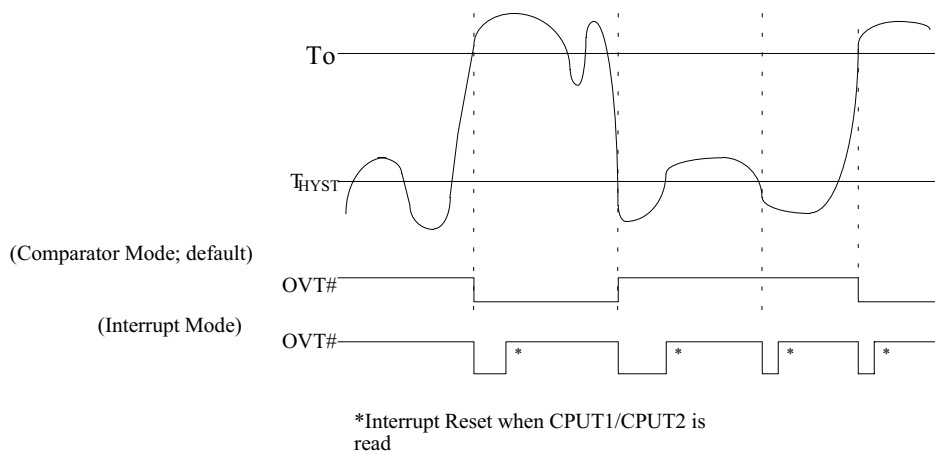 To
THYST
(Comparator Mode; default)
OVT#
(Interrupt Mode)
OVT#
* * * *
*Interrupt Reset when CPUT1/CPUT2 is
read